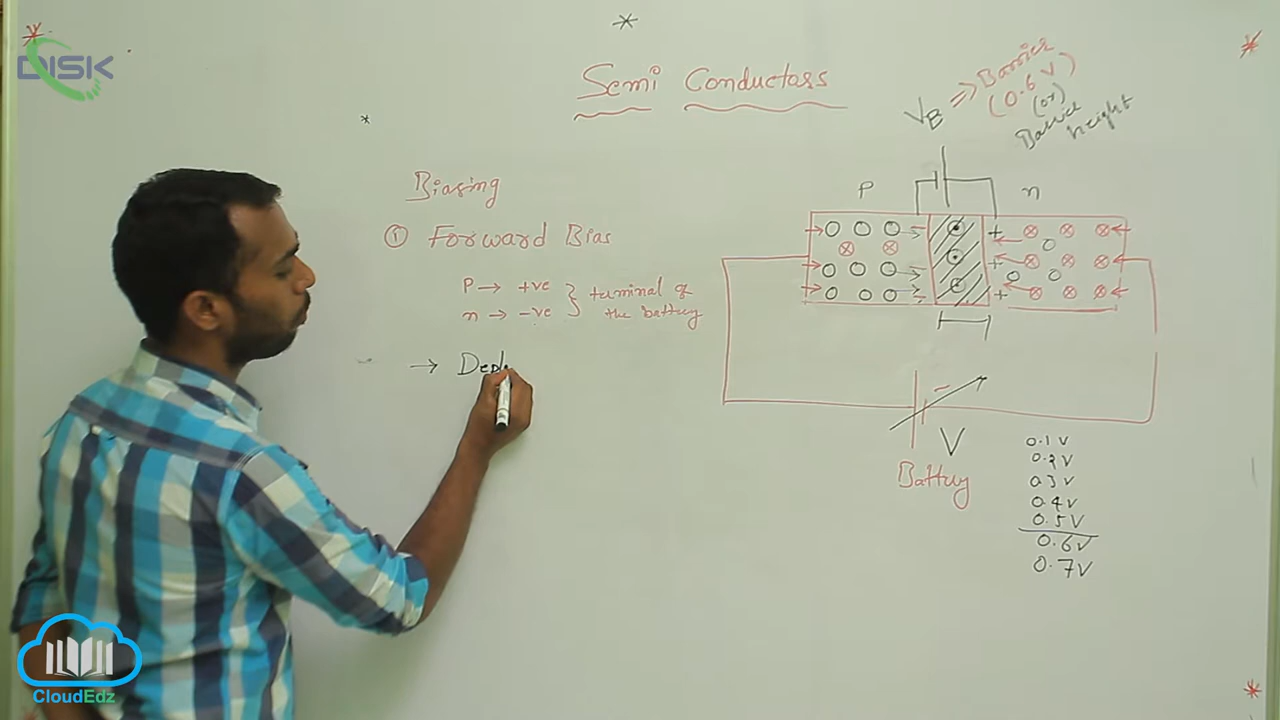 DISK
Semi Conductors
VB => Barrier
(0.6 V)
(or)
Barrier
height
P
n
Biasing
① Forward Bias
P → +ve } terminal of
n → -ve the battery
→ Depl
+
+
+
-
V
Battery
0.1 V
0.2 V
0.3 V
0.4 V
0.5 V
0.6 V
0.7 V
CloudEdz